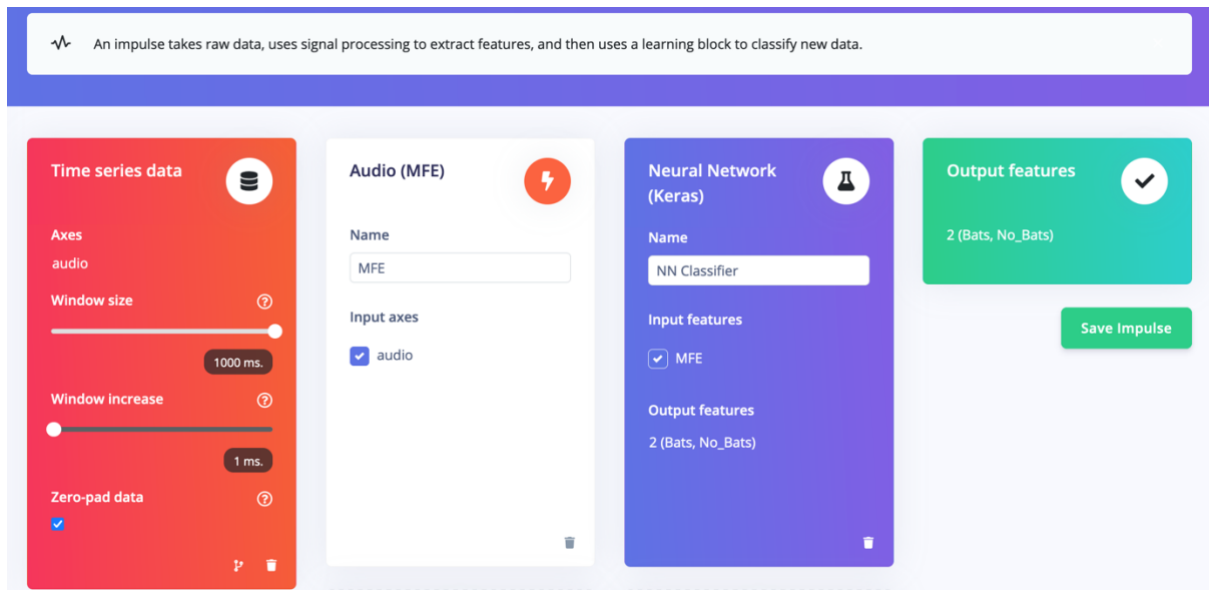 An impulse takes raw data, uses signal processing to extract features, and then uses a learning block to classify new data.
Time series data
Axes
audio
Window size
1000 ms.
Window increase
1 ms.
Zero-pad data
Audio (MFE)
Name
MFE
Input axes
audio
Neural Network
(Keras)
Name
NN Classifier
Input features
MFE
Output features
2 (Bats, No_Bats)
Output features
2 (Bats, No_Bats)
Save Impulse